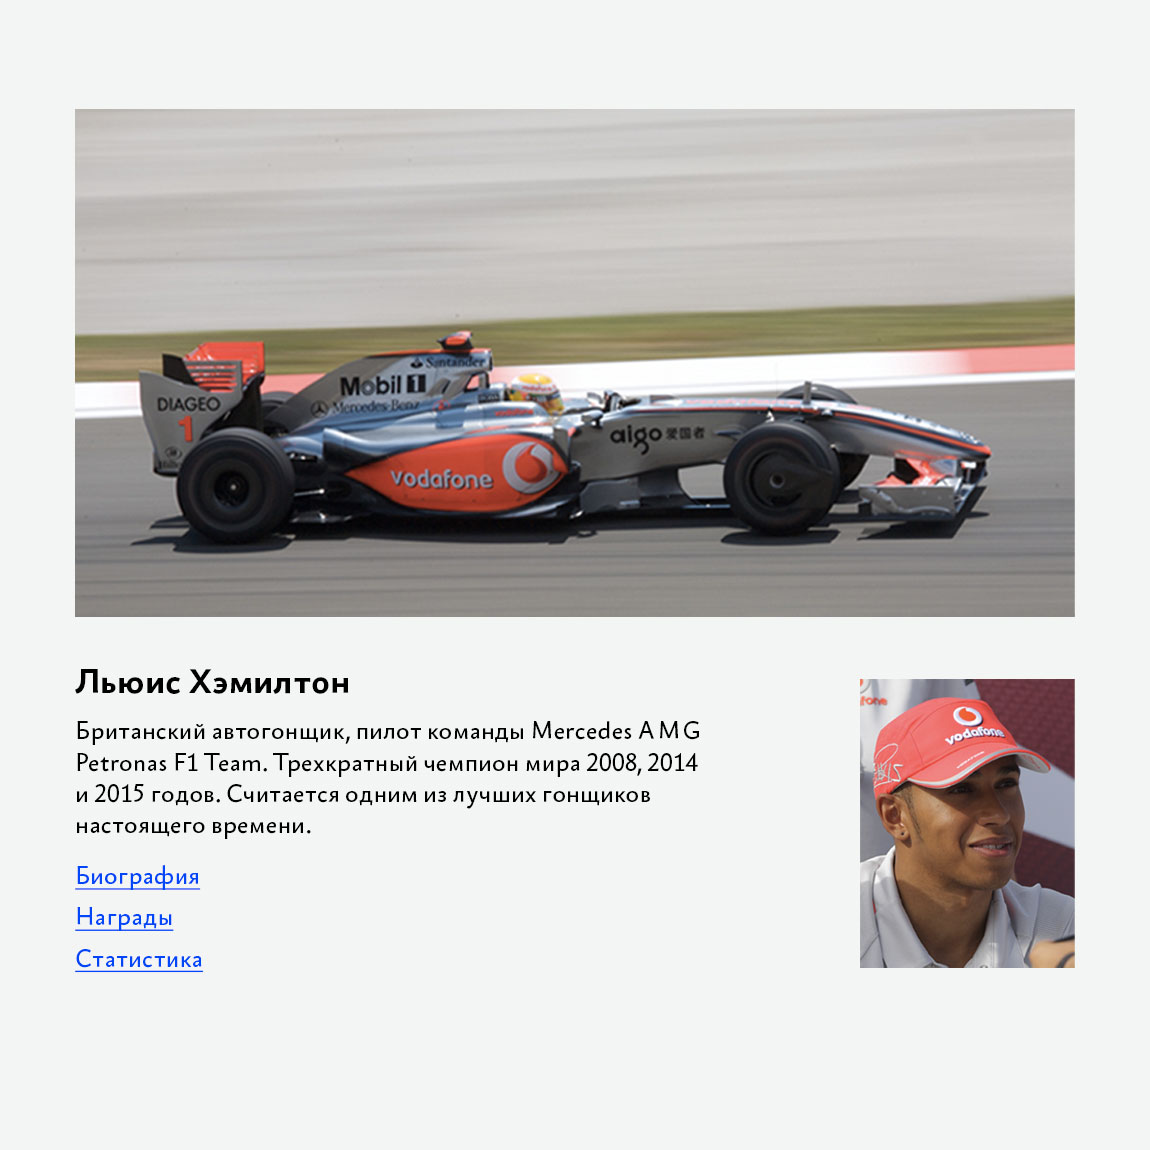 Santander
Mobil 1
Mercedes-Benz
DIAGEO
1
aigo 爱国者
vodafone
Льюис Хэмилтон
Британский автогонщик, пилот команды Mercedes AMG
Petronas F1 Team. Трехкратный чемпион мира 2008, 2014
и 2015 годов. Считается одним из лучших гонщиков
настоящего времени.
Биография
Награды
Статистика
vodafone